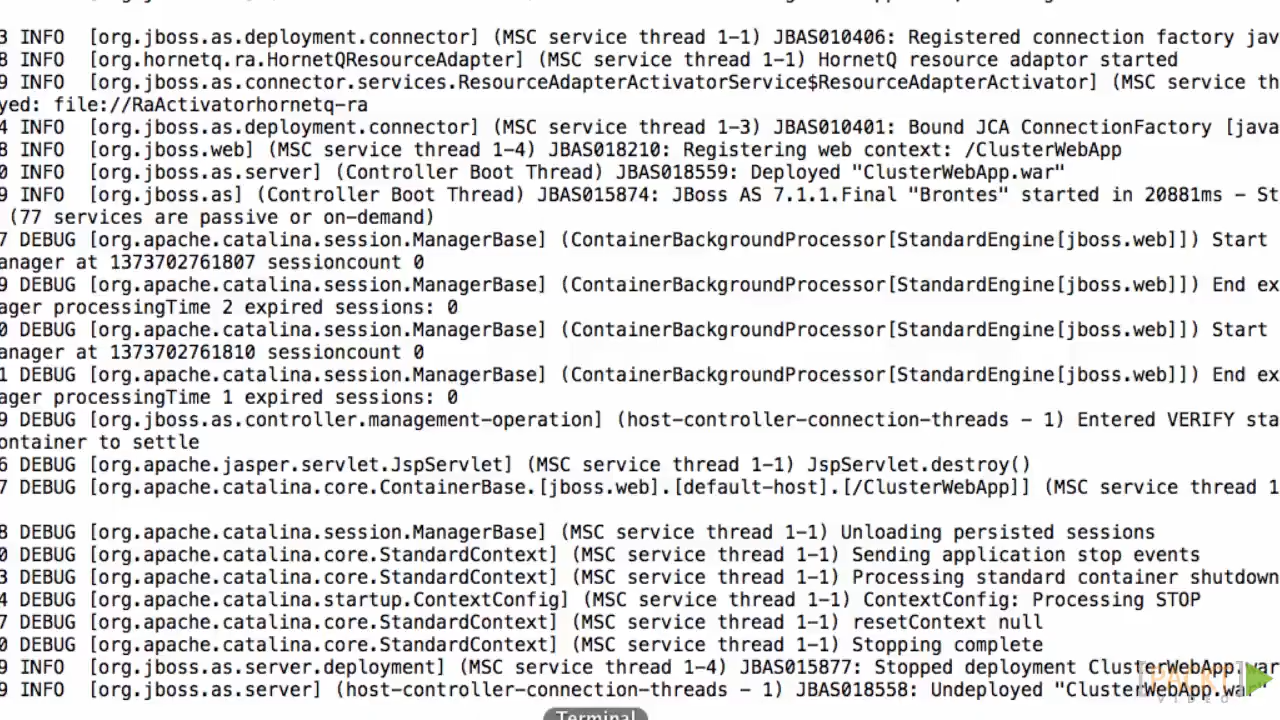 3 INFO  [org.jboss.as.deployment.connector] (MSC service thread 1-1) JBAS010406: Registered connection factory jav
8 INFO  [org.hornetq.ra.HornetQResourceAdapter] (MSC service thread 1-1) HornetQ resource adaptor started
9 INFO  [org.jboss.as.connector.services.ResourceAdapterActivatorService$ResourceAdapterActivator] (MSC service th
yed: file://RaActivatorhornetq-ra
4 INFO  [org.jboss.as.deployment.connector] (MSC service thread 1-3) JBAS010401: Bound JCA ConnectionFactory [java
8 INFO  [org.jboss.web] (MSC service thread 1-4) JBAS018210: Registering web context: /ClusterWebApp
0 INFO  [org.jboss.as.server] (Controller Boot Thread) JBAS018559: Deployed "ClusterWebApp.war"
9 INFO  [org.jboss.as] (Controller Boot Thread) JBAS015874: JBoss AS 7.1.1.Final "Brontes" started in 20881ms - St
(77 services are passive or on-demand)
7 DEBUG [org.apache.catalina.session.ManagerBase] (ContainerBackgroundProcessor[StandardEngine[jboss.web]]) Start
anager at 1373702761807 sessioncount 0
9 DEBUG [org.apache.catalina.session.ManagerBase] (ContainerBackgroundProcessor[StandardEngine[jboss.web]]) End ex
ager processingTime 2 expired sessions: 0
0 DEBUG [org.apache.catalina.session.ManagerBase] (ContainerBackgroundProcessor[StandardEngine[jboss.web]]) Start
anager at 1373702761810 sessioncount 0
1 DEBUG [org.apache.catalina.session.ManagerBase] (ContainerBackgroundProcessor[StandardEngine[jboss.web]]) End ex
ager processingTime 1 expired sessions: 0
9 DEBUG [org.jboss.as.controller.management-operation] (host-controller-connection-threads - 1) Entered VERIFY sta
ontainer to settle
6 DEBUG [org.apache.jasper.servlet.JspServlet] (MSC service thread 1-1) JspServlet.destroy()
7 DEBUG [org.apache.catalina.core.ContainerBase.[jboss.web].[default-host].[/ClusterWebApp]] (MSC service thread 1
8 DEBUG [org.apache.catalina.session.ManagerBase] (MSC service thread 1-1) Unloading persisted sessions
0 DEBUG [org.apache.catalina.core.StandardContext] (MSC service thread 1-1) Sending application stop events
3 DEBUG [org.apache.catalina.core.StandardContext] (MSC service thread 1-1) Processing standard container shutdown
4 DEBUG [org.apache.catalina.startup.ContextConfig] (MSC service thread 1-1) ContextConfig: Processing STOP
7 DEBUG [org.apache.catalina.core.StandardContext] (MSC service thread 1-1) resetContext null
0 DEBUG [org.apache.catalina.core.StandardContext] (MSC service thread 1-1) Stopping complete
9 INFO  [org.jboss.as.server.deployment] (MSC service thread 1-4) JBAS015877: Stopped deployment ClusterWebApp.war
9 INFO  [org.jboss.as.server] (host-controller-connection-threads - 1) JBAS018558: Undeployed "ClusterWebApp.war"
[PACKT]
VIDEO
Terminal